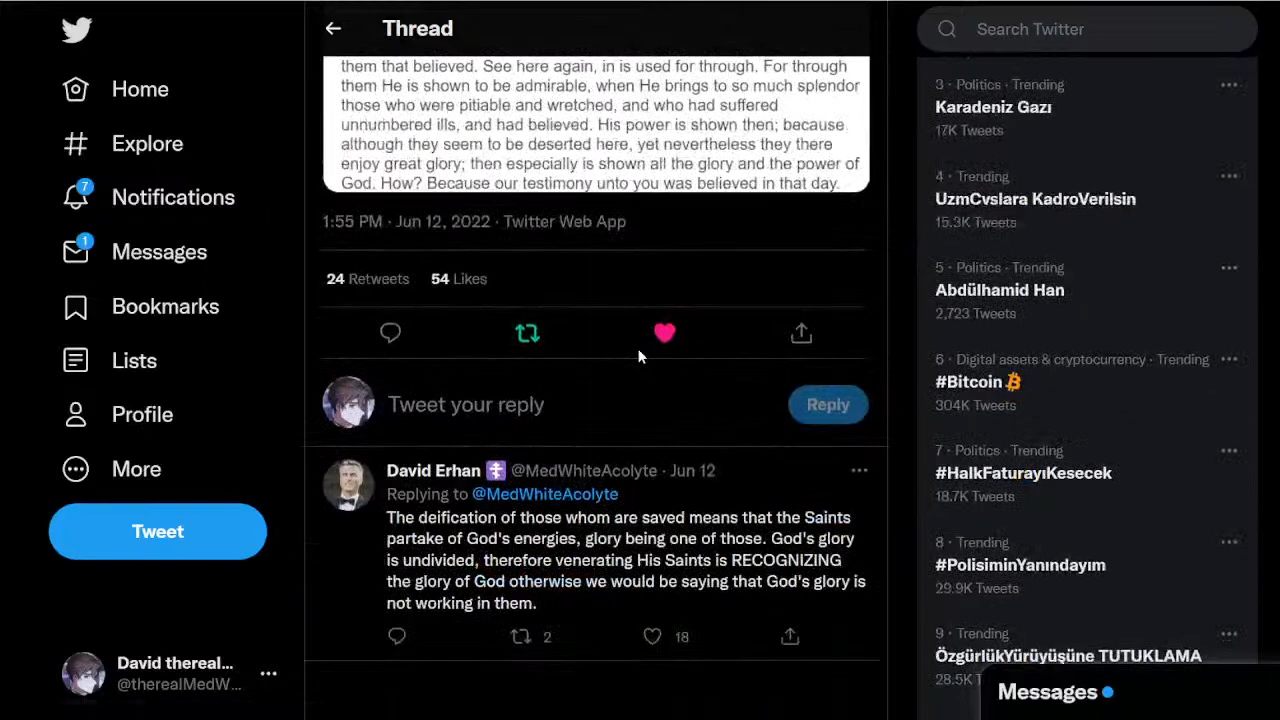 Home
Explore
7
Notifications
1
Messages
Bookmarks
Lists
Profile
More
Tweet
David thereal...
@therealMedW...
Thread
them that believed. See here again, in is used for through. For through
them He is shown to be admirable, when He brings to so much splendor
those who were pitiable and wretched, and who had suffered
unnumbered ills, and had believed. His power is shown then; because
although they seem to be deserted here, yet nevertheless they there
enjoy great glory; then especially is shown all the glory and the power of
God. How? Because our testimony unto you was believed in that day.
1:55 PM · Jun 12, 2022 · Twitter Web App
24 Retweets 54 Likes
Tweet your reply
Reply
David Erhan ☦️ @MedWhiteAcolyte · Jun 12
Replying to @MedWhiteAcolyte
The deification of those whom are saved means that the Saints
partake of God's energies, glory being one of those. God's glory
is undivided, therefore venerating His Saints is RECOGNIZING
the glory of God otherwise we would be saying that God's glory is
not working in them.
2 18
Search Twitter
3 · Politics · Trending
Karadeniz Gazı
17K Tweets
4 · Trending
UzmCvslara KadroVerilsin
15.3K Tweets
5 · Politics · Trending
Abdülhamid Han
2,723 Tweets
6 · Digital assets & cryptocurrency · Trending
#Bitcoin
304K Tweets
7 · Politics · Trending
#HalkFaturayıKesecek
18.7K Tweets
8 · Trending
#PolisiminYanındayım
29.9K Tweets
9 · Trending
ÖzgürlükYürüyüşüne TUTUKLAMA
28.5K T
Messages